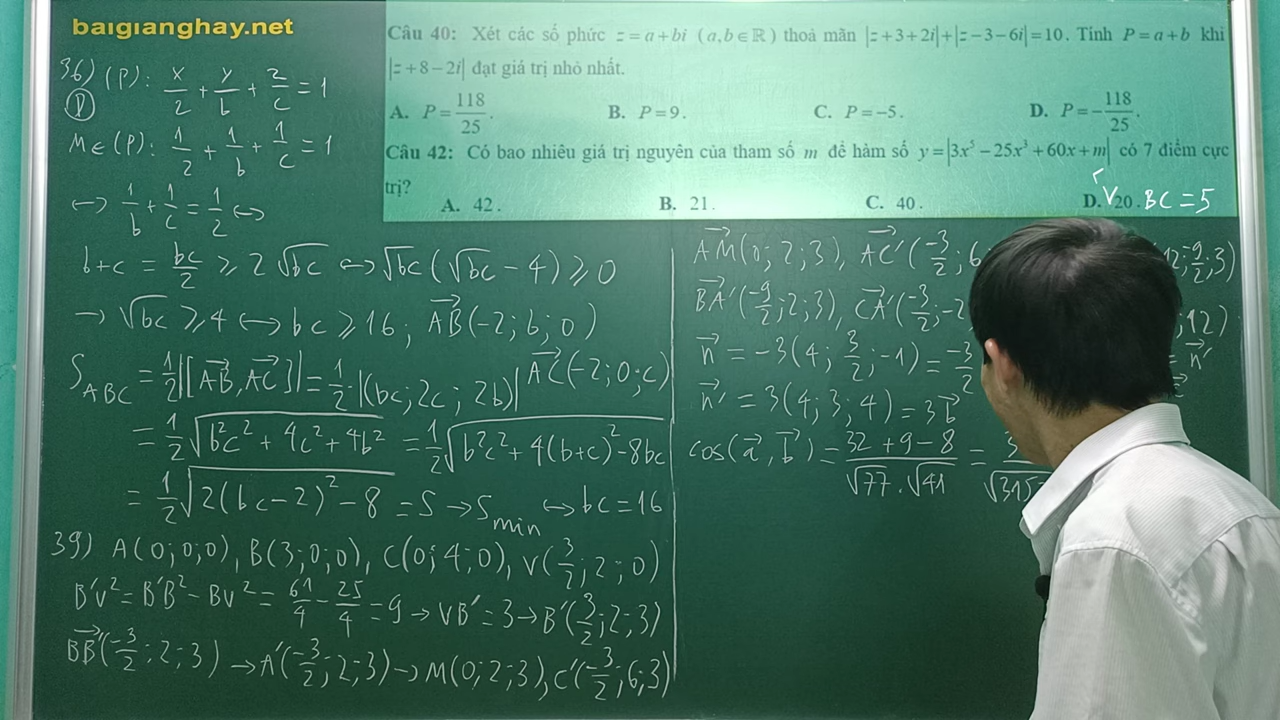 baigianghay.net
Câu 40: Xét các số phức z = a + bi (a, b ∈ ℝ) thoả mãn |z+3+2i|+|z−3−6i|=10. Tính P = a + b khi
|z+8−2i| đạt giá trị nhỏ nhất.
A. P = 118/25. B. P = 9. C. P = −5. D. P = −118/25.
Câu 42: Có bao nhiêu giá trị nguyên của tham số m để hàm số y = |3x⁵ − 25x³ + 60x + m| có 7 điểm cực
trị?
A. 42. B. 21. C. 40. D. 20.
V BC = 5
36) (P): x/2 + y/b + z/c = 1
D
M ∈ (P): 1/2 + 1/b + 1/c = 1
↔ 1/b + 1/c = 1/2 ↔
b+c = bc/2 ⩾ 2√bc ↔ √bc (√bc − 4) ⩾ 0
→ √bc ⩾ 4 ↔ bc ⩾ 16; AB→(−2; b; 0)
S_ABC = 1/2 |[AB→, AC→]| = 1/2 · |(bc; 2c; 2b)| AC→(−2; 0; c)
= 1/2 √(b²c² + 4c² + 4b²) = 1/2 √(b²c² + 4(b+c)² − 8bc)
= 1/2 √(2(bc−2)² − 8) = S → S_min ↔ bc = 16
39) A(0; 0; 0), B(3; 0; 0), C(0; 4; 0), V(3/2; 2; 0)
B'V² = B'B² − BV² = 61/4 − 25/4 = 9 → VB' = 3 → B'(3/2; 2; 3)
BB'→(−3/2; 2; 3) → A'(−3/2; 2; 3) → M(0; 2; 3), C'(−3/2; 6; 3)
AM→(0; 2; 3), AC'→(−3/2; 6
BA'→(−9/2; 2; 3), CA'→(−3/2; −2
n→ = −3(4; 3/2; −1) = −3/2 = n'→
n'→ = 3(4; 3; 4) = 3b→
cos(a→, b→) = (32 + 9 − 8)/(√77 · √41) =